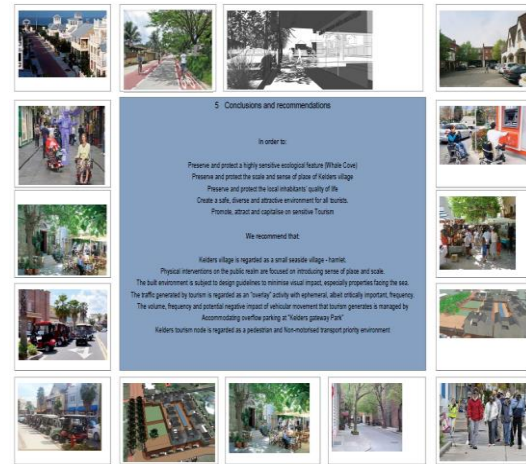 5 Conclusions and recommendations
In order to:
Preserve and protect a highly sensitive ecological feature (Whale Cove)
Preserve and protect the scale and sense of place of Kelders village
Preserve and protect the local inhabitants' quality of life
Create a safe, diverse and attractive environment for all tourists.
Promote, attract and capitalise on sensitive Tourism
We recommend that:
Kelders village is regarded as a small seaside village - hamlet.
Physical interventions on the public realm are focused on introducing sense of place and scale.
The built environment is subject to design guidelines to minimise visual impact, especially properties facing the sea.
The traffic generated by tourism is regarded as an "overlay" activity with ephemeral, albeit critically important, frequency.
The volume, frequency and potential negative impact of vehicular movement that tourism generates is managed by
Accommodating overflow parking at "Kelders gateway Park"
Kelders tourism node is regarded as a pedestrian and Non-motorised transport priority environment